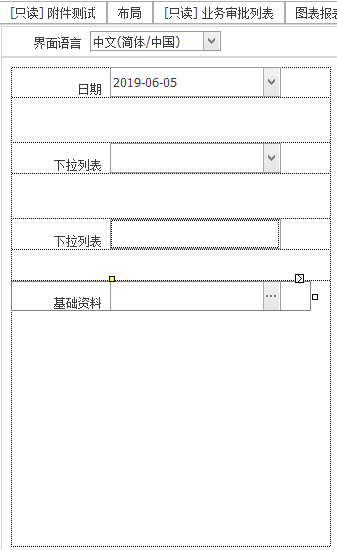 [只读] 附件测试 布局 [只读] 业务审批列表 图表报表
界面语言 中文(简体/中国)
日期 2019-06-05
下拉列表
下拉列表
基础资料